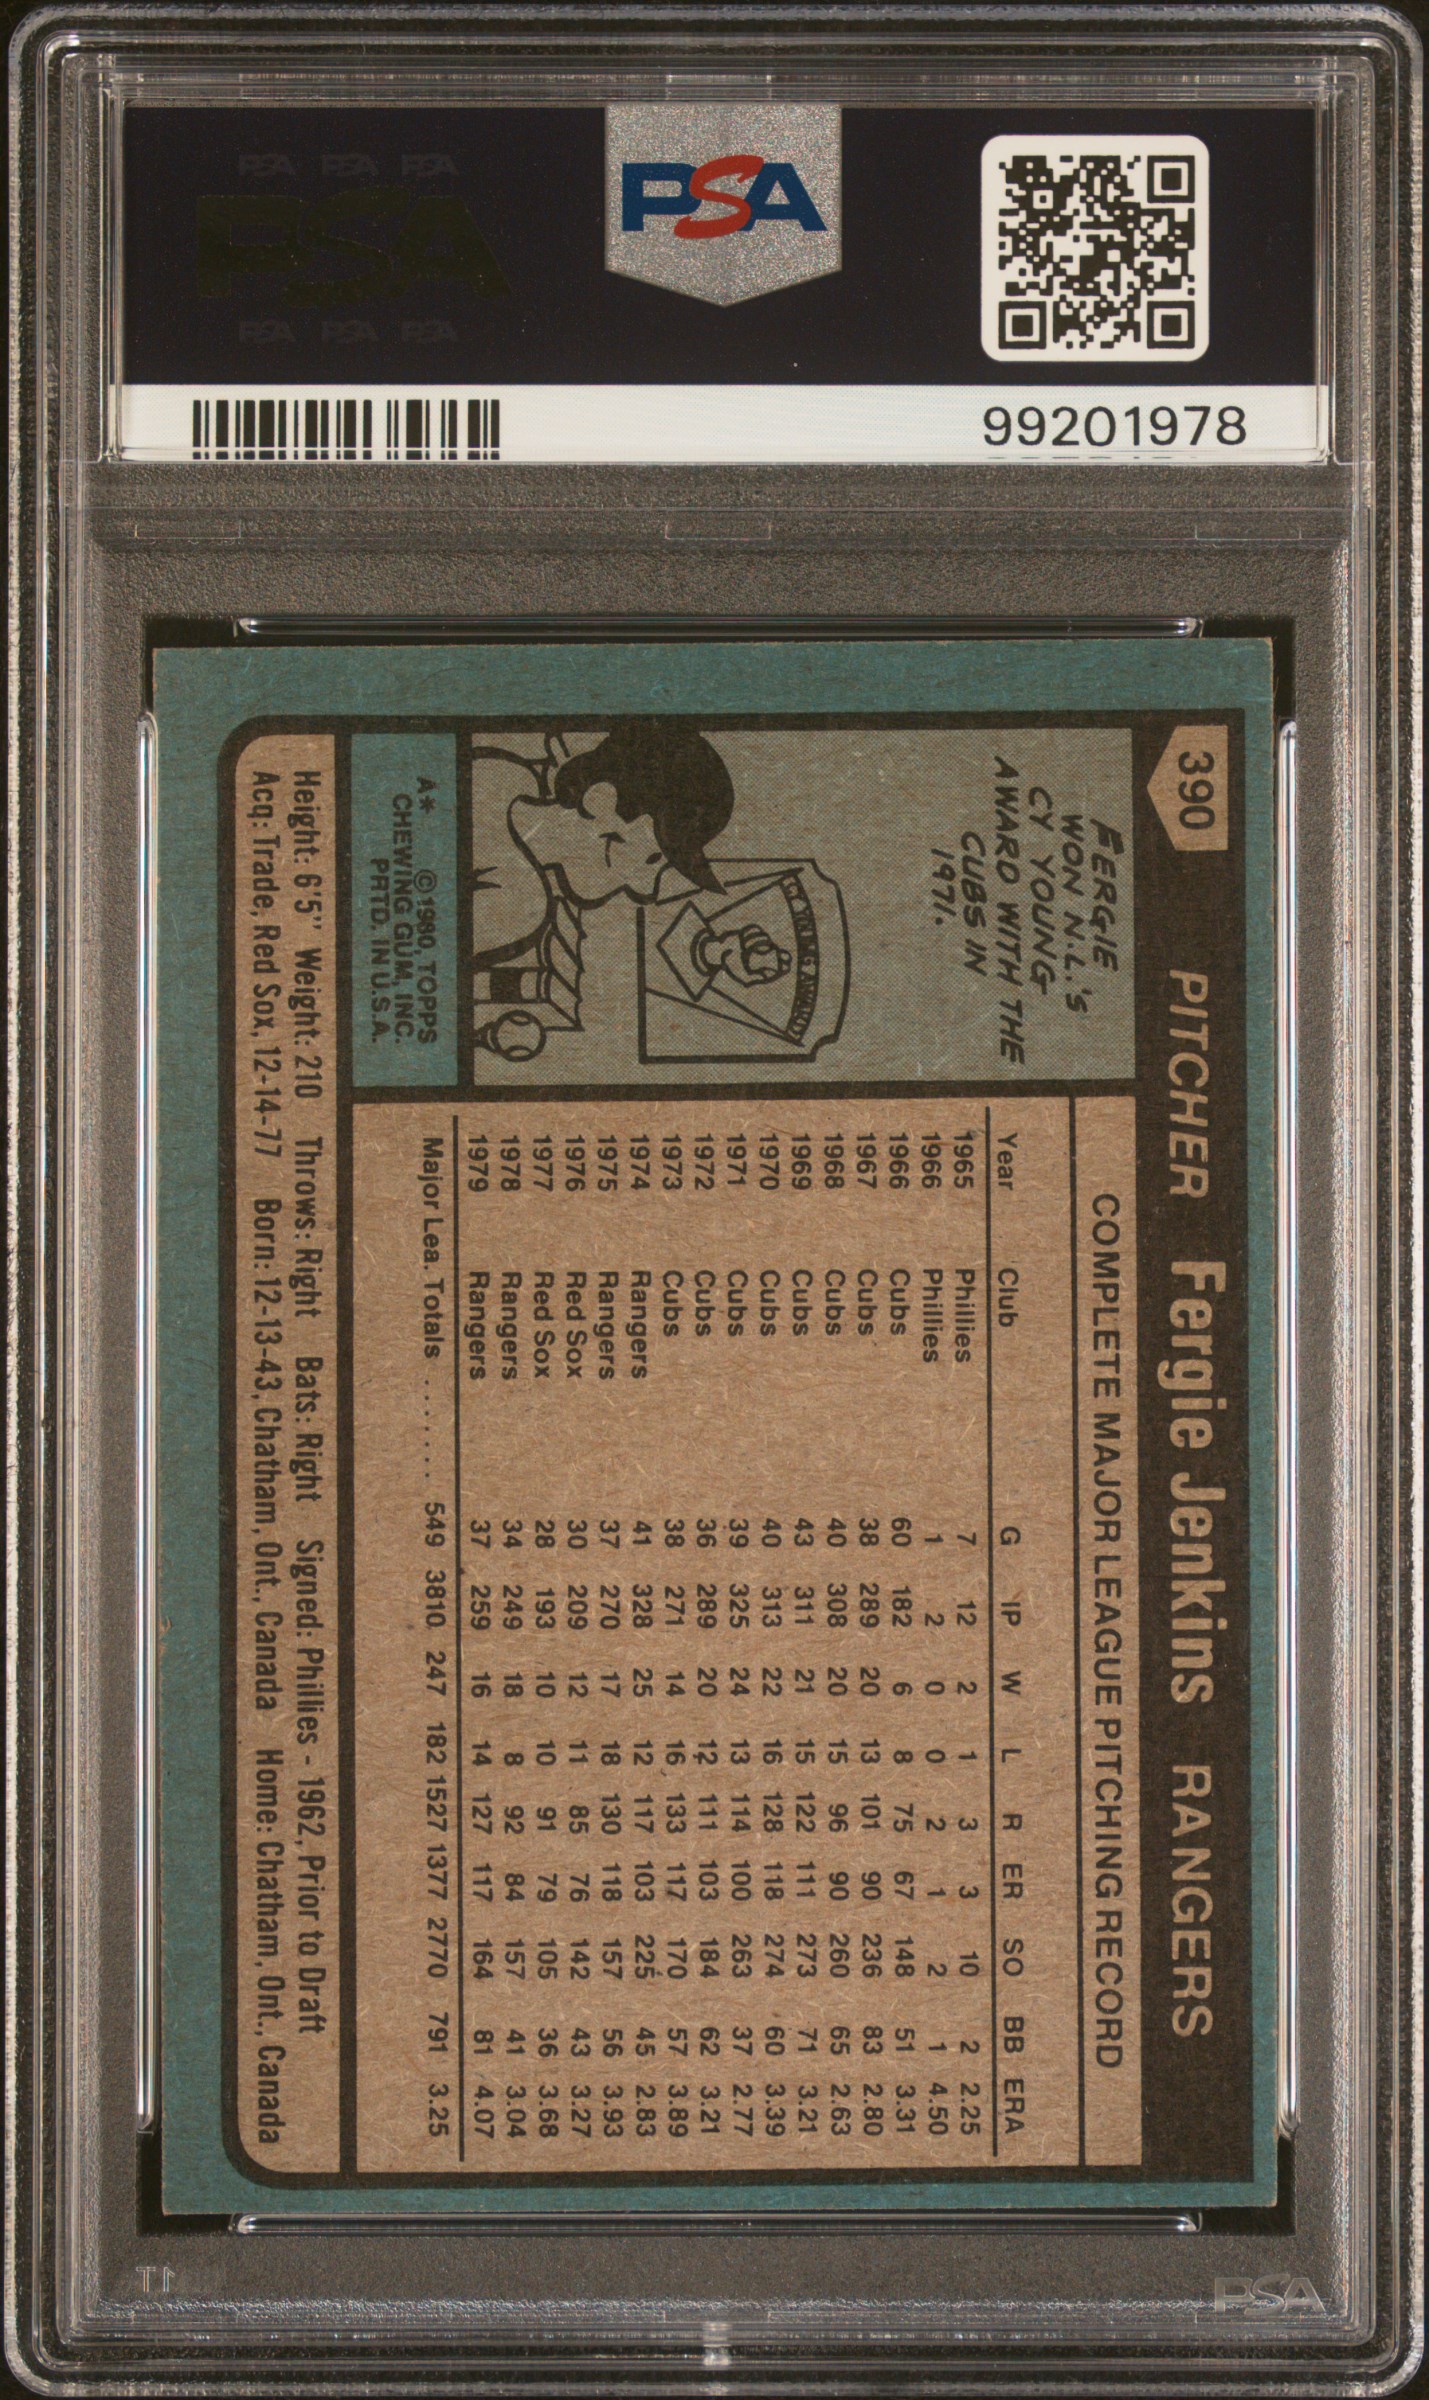 PSA PSA PSA
PSA
PSA PSA PSA
PSA
99201978
390 PITCHER Fergie Jenkins RANGERS
FERGIE
WON N.L.'S
CY YOUNG
AWARD WITH THE
CUBS IN
1971.
CY YOUNG AWARD
A* ©1980, TOPPS
CHEWING GUM, INC.
PRTD. IN U.S.A.
COMPLETE MAJOR LEAGUE PITCHING RECORD
Year Club G IP W L R ER SO BB ERA
1965 Phillies 7 12 2 1 3 3 10 2 2.25
1966 Phillies 1 2 0 0 2 1 2 1 4.50
1966 Cubs 60 182 6 8 75 67 148 51 3.31
1967 Cubs 38 289 20 13 101 90 236 83 2.80
1968 Cubs 40 308 20 15 96 90 260 65 2.63
1969 Cubs 43 311 21 15 122 111 273 71 3.21
1970 Cubs 40 313 22 16 128 118 274 60 3.39
1971 Cubs 39 325 24 13 114 100 263 37 2.77
1972 Cubs 36 289 20 12 111 103 184 62 3.21
1973 Cubs 38 271 14 16 133 117 170 57 3.89
1974 Rangers 41 328 25 12 117 103 225 45 2.83
1975 Rangers 37 270 17 18 130 118 157 56 3.93
1976 Red Sox 30 209 12 11 85 76 142 43 3.27
1977 Red Sox 28 193 10 10 91 79 105 36 3.68
1978 Rangers 34 249 18 8 92 84 157 41 3.04
1979 Rangers 37 259 16 14 127 117 164 81 4.07
Major Lea. Totals ....... 549 3810 247 182 1527 1377 2770 791 3.25
Height: 6'5" Weight: 210 Throws: Right Bats: Right Signed: Phillies - 1962, Prior to Draft
Acq: Trade, Red Sox, 12-14-77 Born: 12-13-43, Chatham, Ont., Canada Home: Chatham, Ont., Canada
PSA